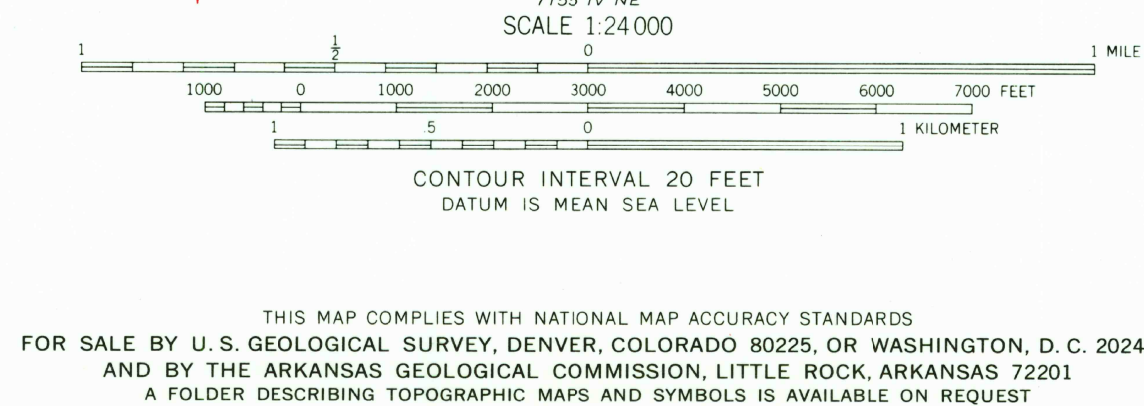 SCALE 1:24 000
1 1/2 0 1 MILE
1000 0 1000 2000 3000 4000 5000 6000 7000 FEET
1 .5 0 1 KILOMETER
CONTOUR INTERVAL 20 FEET
DATUM IS MEAN SEA LEVEL
THIS MAP COMPLIES WITH NATIONAL MAP ACCURACY STANDARDS
FOR SALE BY U. S. GEOLOGICAL SURVEY, DENVER, COLORADO 80225, OR WASHINGTON, D. C. 2024
AND BY THE ARKANSAS GEOLOGICAL COMMISSION, LITTLE ROCK, ARKANSAS 72201
A FOLDER DESCRIBING TOPOGRAPHIC MAPS AND SYMBOLS IS AVAILABLE ON REQUEST